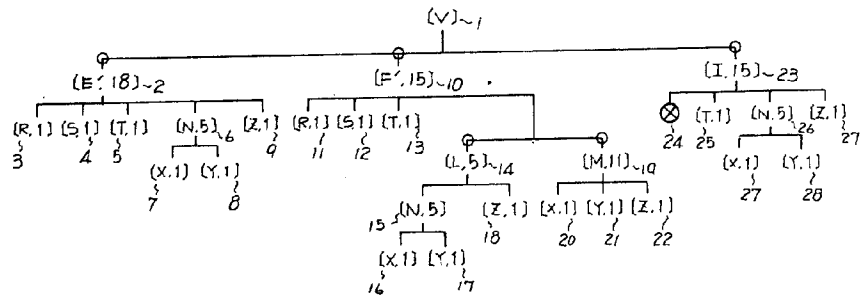 [V]~1
[E',18]~2 [F',15]~10 [I,15]~23
[R,1] [S,1] [T,1] [N,5] 6 [Z,1] [R,1] [S,1] [T,1] [T,1] [N,5] 26 [Z,1]
3 4 5 9 11 12 13 24 25 27
[L,5]~14 [M,11]~19
[X,1] [Y,1] [X,1] [Y,1]
7 8 27 28
15 [N,5] [Z,1] [X,1] [Y,1] [Z,1]
18 20 21 22
[X,1] [Y,1]
16 17